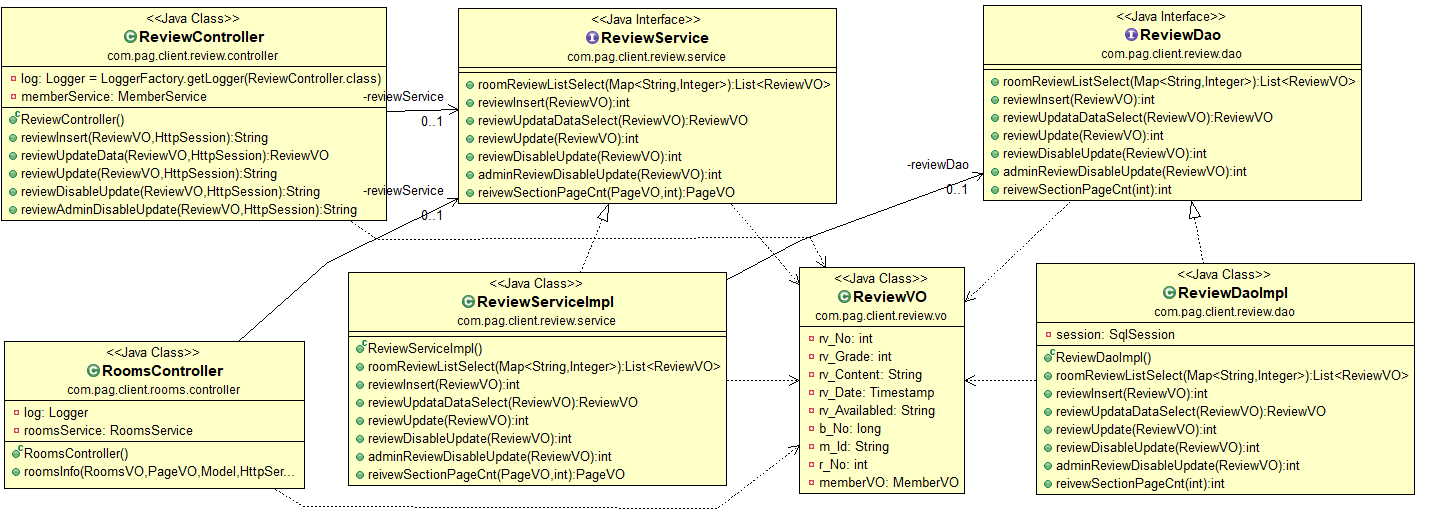 <<Java Class>>
ReviewController
com.pag.client.review.controller
log: Logger = LoggerFactory.getLogger(ReviewController.class)
memberService: MemberService
ReviewController()
reviewInsert(ReviewVO,HttpSession):String
reviewUpdateData(ReviewVO,HttpSession):ReviewVO
reviewUpdate(ReviewVO,HttpSession):String
reviewDisableUpdate(ReviewVO,HttpSession):String
reviewAdminDisableUpdate(ReviewVO,HttpSession):String
-reviewService
0..1
-reviewService
0..1
<<Java Interface>>
ReviewService
com.pag.client.review.service
roomReviewListSelect(Map<String,Integer>):List<ReviewVO>
reviewInsert(ReviewVO):int
reviewUpdataDataSelect(ReviewVO):ReviewVO
reviewUpdate(ReviewVO):int
reviewDisableUpdate(ReviewVO):int
adminReviewDisableUpdate(ReviewVO):int
reivewSectionPageCnt(PageVO,int):PageVO
-reviewDao
0..1
<<Java Interface>>
ReviewDao
com.pag.client.review.dao
roomReviewListSelect(Map<String,Integer>):List<ReviewVO>
reviewInsert(ReviewVO):int
reviewUpdataDataSelect(ReviewVO):ReviewVO
reviewUpdate(ReviewVO):int
reviewDisableUpdate(ReviewVO):int
adminReviewDisableUpdate(ReviewVO):int
reivewSectionPageCnt(int):int
<<Java Class>>
RoomsController
com.pag.client.rooms.controller
log: Logger
roomsService: RoomsService
RoomsController()
roomsInfo(RoomsVO,PageVO,Model,HttpSer...
<<Java Class>>
ReviewServiceImpl
com.pag.client.review.service
ReviewServiceImpl()
roomReviewListSelect(Map<String,Integer>):List<ReviewVO>
reviewInsert(ReviewVO):int
reviewUpdataDataSelect(ReviewVO):ReviewVO
reviewUpdate(ReviewVO):int
reviewDisableUpdate(ReviewVO):int
adminReviewDisableUpdate(ReviewVO):int
reivewSectionPageCnt(PageVO,int):PageVO
<<Java Class>>
ReviewVO
com.pag.client.review.vo
rv_No: int
rv_Grade: int
rv_Content: String
rv_Date: Timestamp
rv_Availabled: String
b_No: long
m_Id: String
r_No: int
memberVO: MemberVO
<<Java Class>>
ReviewDaoImpl
com.pag.client.review.dao
session: SqlSession
ReviewDaoImpl()
roomReviewListSelect(Map<String,Integer>):List<ReviewVO>
reviewInsert(ReviewVO):int
reviewUpdataDataSelect(ReviewVO):ReviewVO
reviewUpdate(ReviewVO):int
reviewDisableUpdate(ReviewVO):int
adminReviewDisableUpdate(ReviewVO):int
reivewSectionPageCnt(int):int